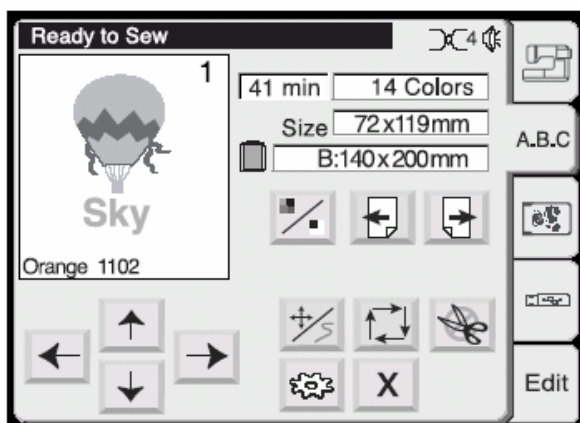 Ready to Sew
4
1
41 min
14 Colors
Size
72x119mm
B:140x200mm
Sky
Orange 1102
X
A.B.C
Edit